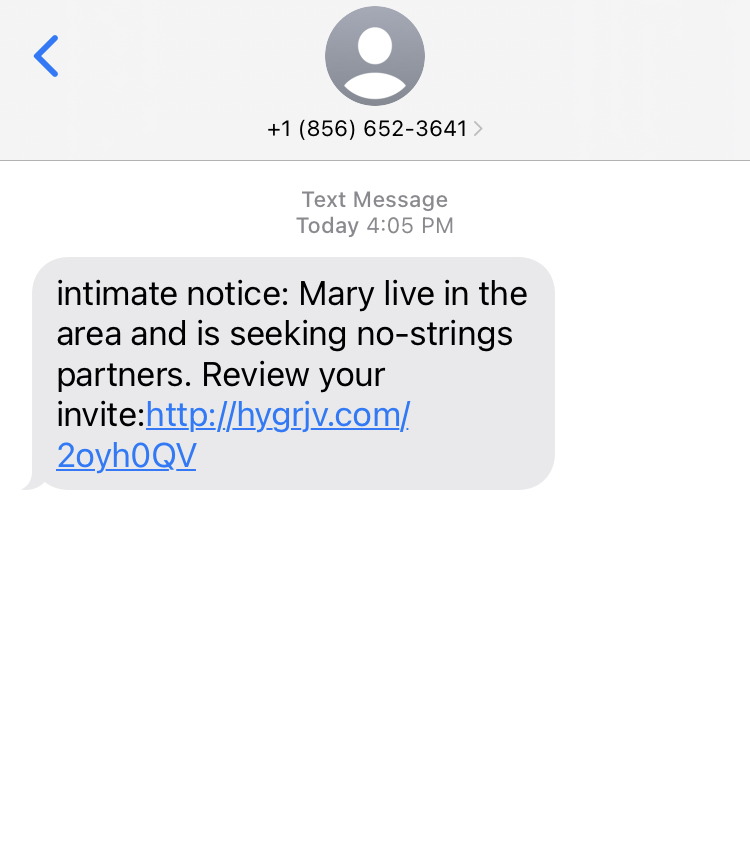 +1 (856) 652-3641
Text Message
Today 4:05 PM
intimate notice: Mary live in the
area and is seeking no-strings
partners. Review your
invite:http://hygrjv.com/
2oyh0QV